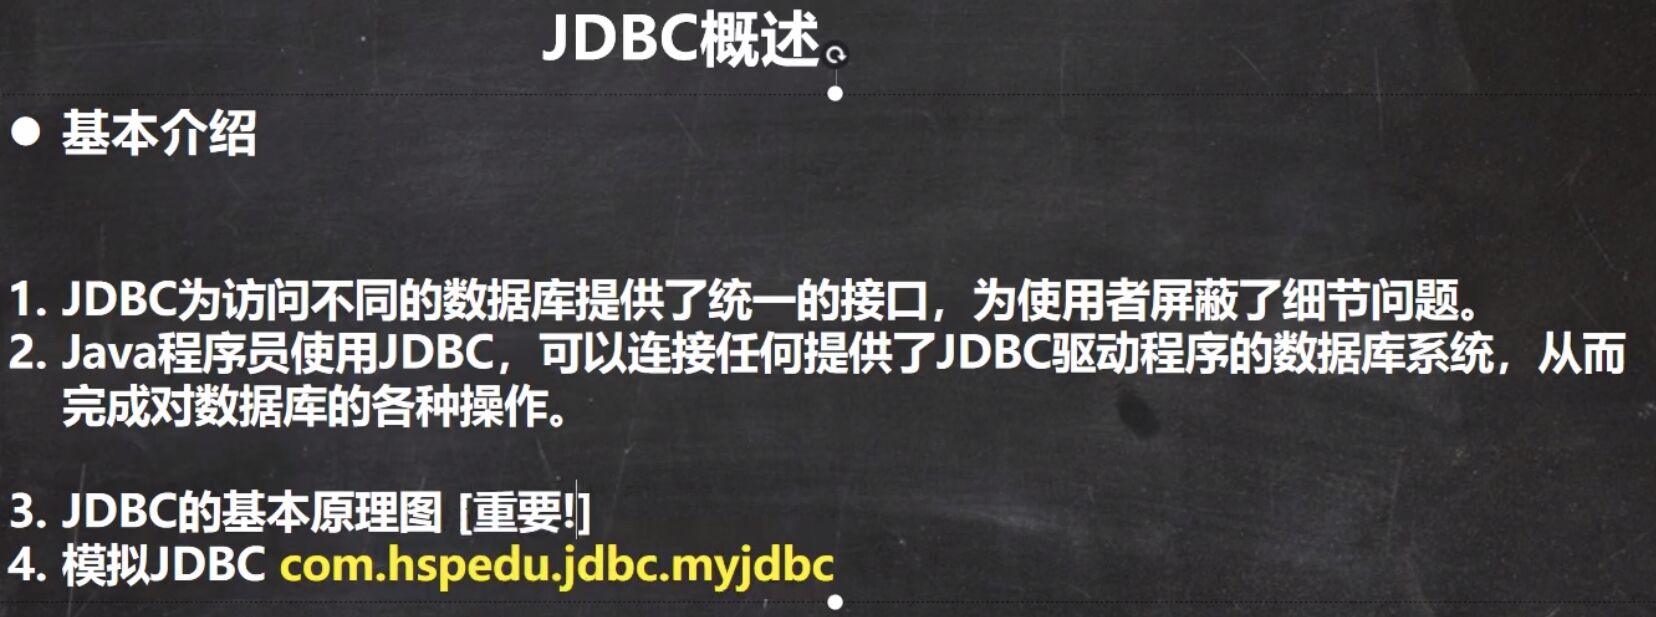 JDBC概述
● 基本介绍
1. JDBC为访问不同的数据库提供了统一的接口，为使用者屏蔽了细节问题。
2. Java程序员使用JDBC，可以连接任何提供了JDBC驱动程序的数据库系统，从而
完成对数据库的各种操作。
3. JDBC的基本原理图 [重要!]
4. 模拟JDBC com.hspedu.jdbc.myjdbc